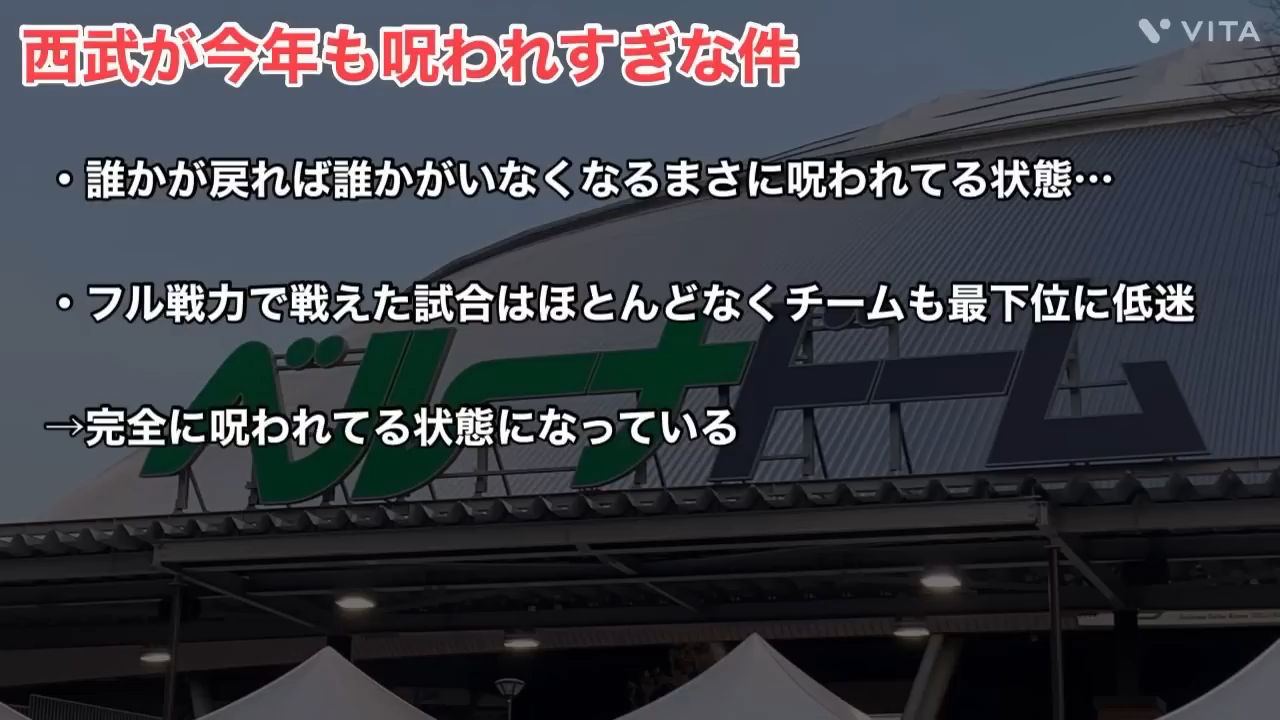 西武が今年も呪われすぎな件
VITA
・誰かが戻れば誰かがいなくなるまさに呪われてる状態…
・フル戦力で戦えた試合はほとんどなくチームも最下位に低迷
ベルーナドーム
→完全に呪われてる状態になっている